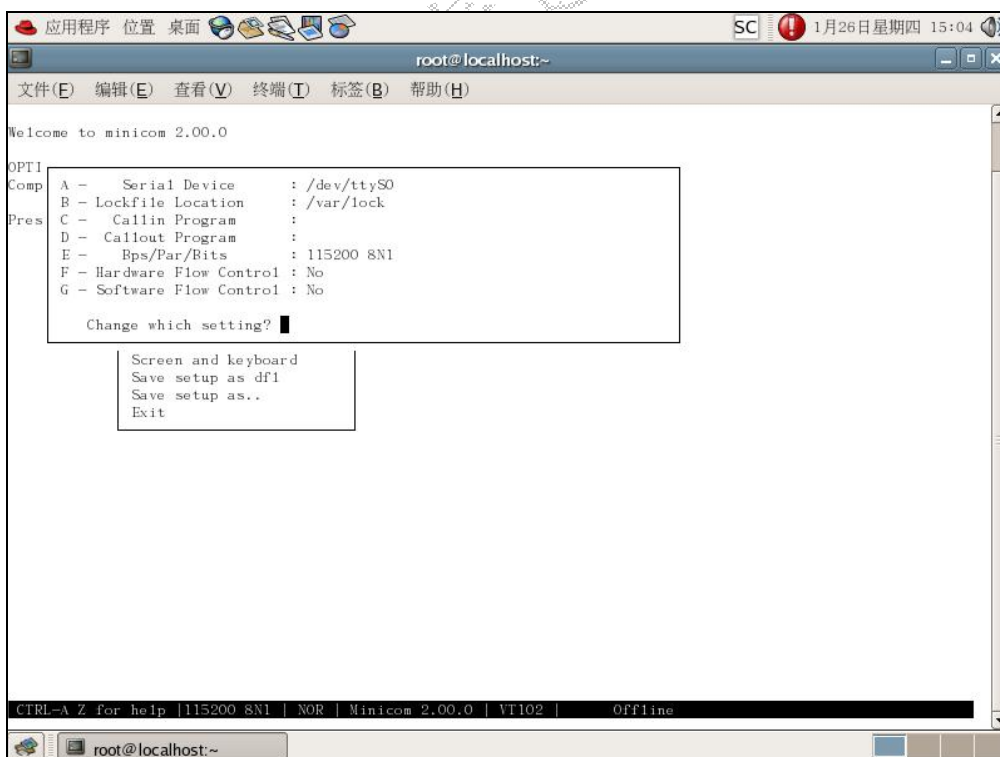 应用程序 位置 桌面 SC 1月26日星期四 15:04
root@localhost:~
文件(F) 编辑(E) 查看(V) 终端(T) 标签(B) 帮助(H)
Welcome to minicom 2.00.0
OPTI
Comp A - Serial Device : /dev/ttyS0
B - Lockfile Location : /var/lock
Pres C - Callin Program :
D - Callout Program :
E - Bps/Par/Bits : 115200 8N1
F - Hardware Flow Control : No
G - Software Flow Control : No
Change which setting?
Screen and keyboard
Save setup as dfl
Save setup as..
Exit
CTRL-A Z for help |115200 8N1 | NOR | Minicom 2.00.0 | VT102 | Offline
root@localhost:~